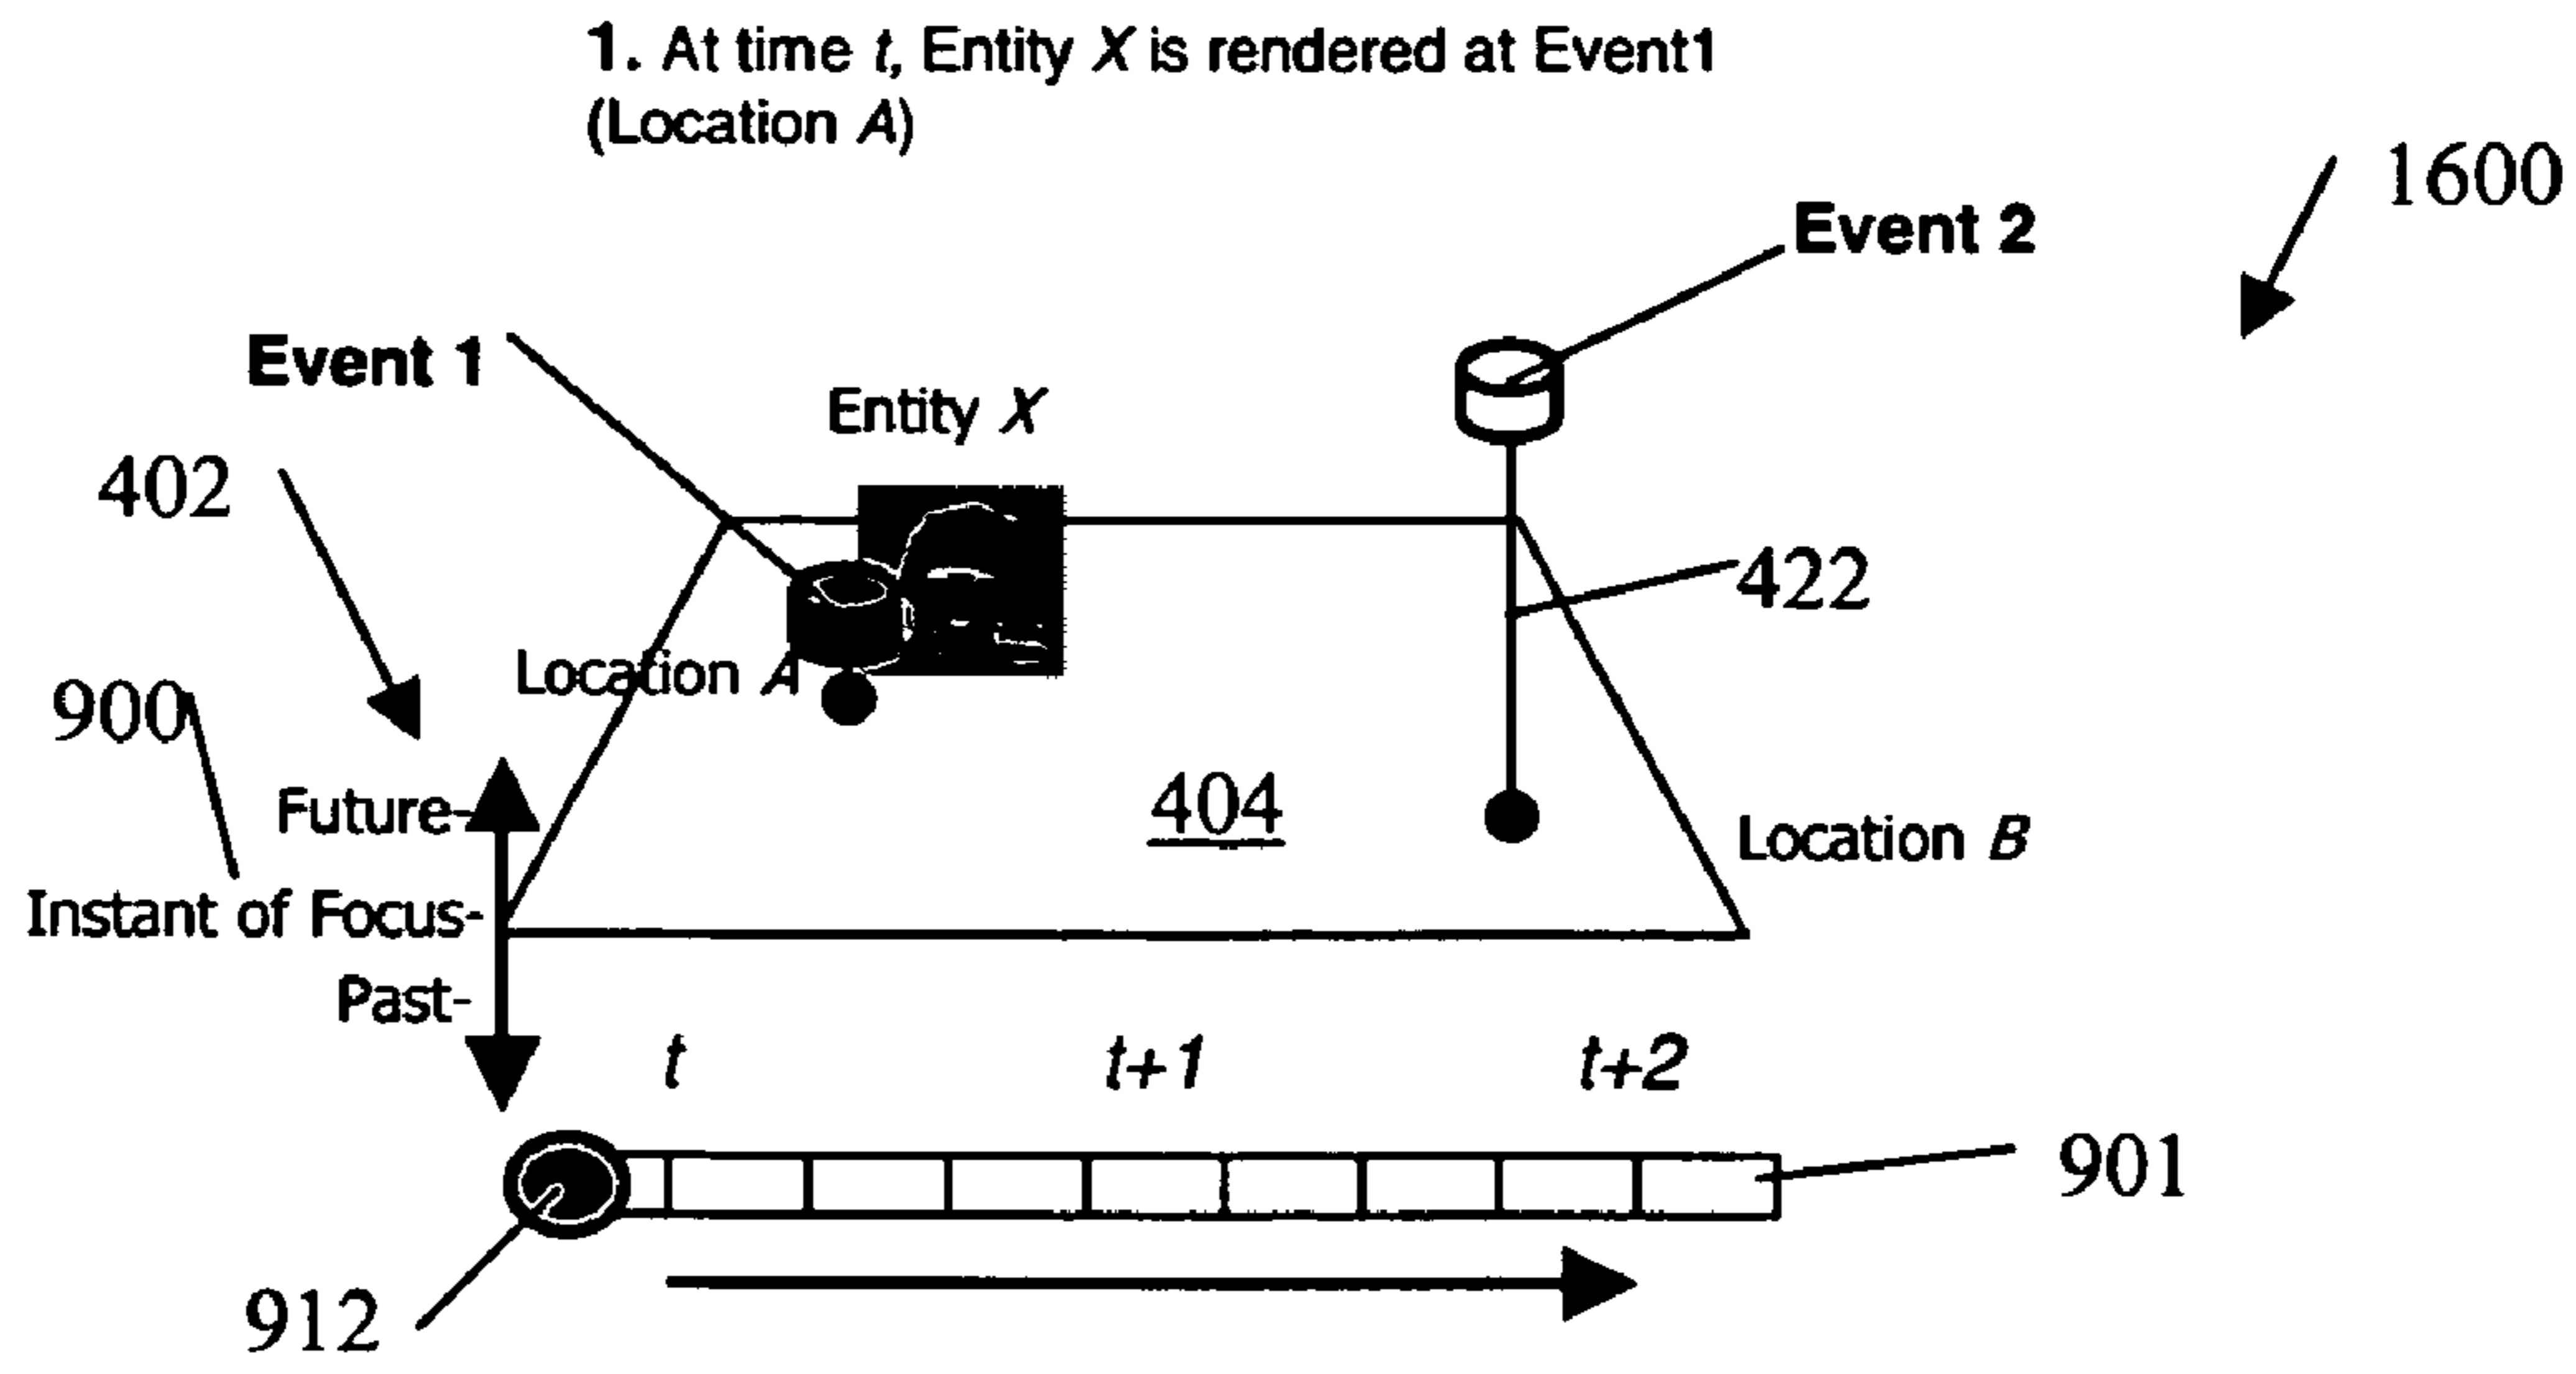 1. At time t, Entity X is rendered at Event1
(Location A)
1600
Event 2
Event 1
Entity X
402
422
Location A
900
Future-
404
Location B
Instant of Focus-
Past-
t t+1 t+2
901
912